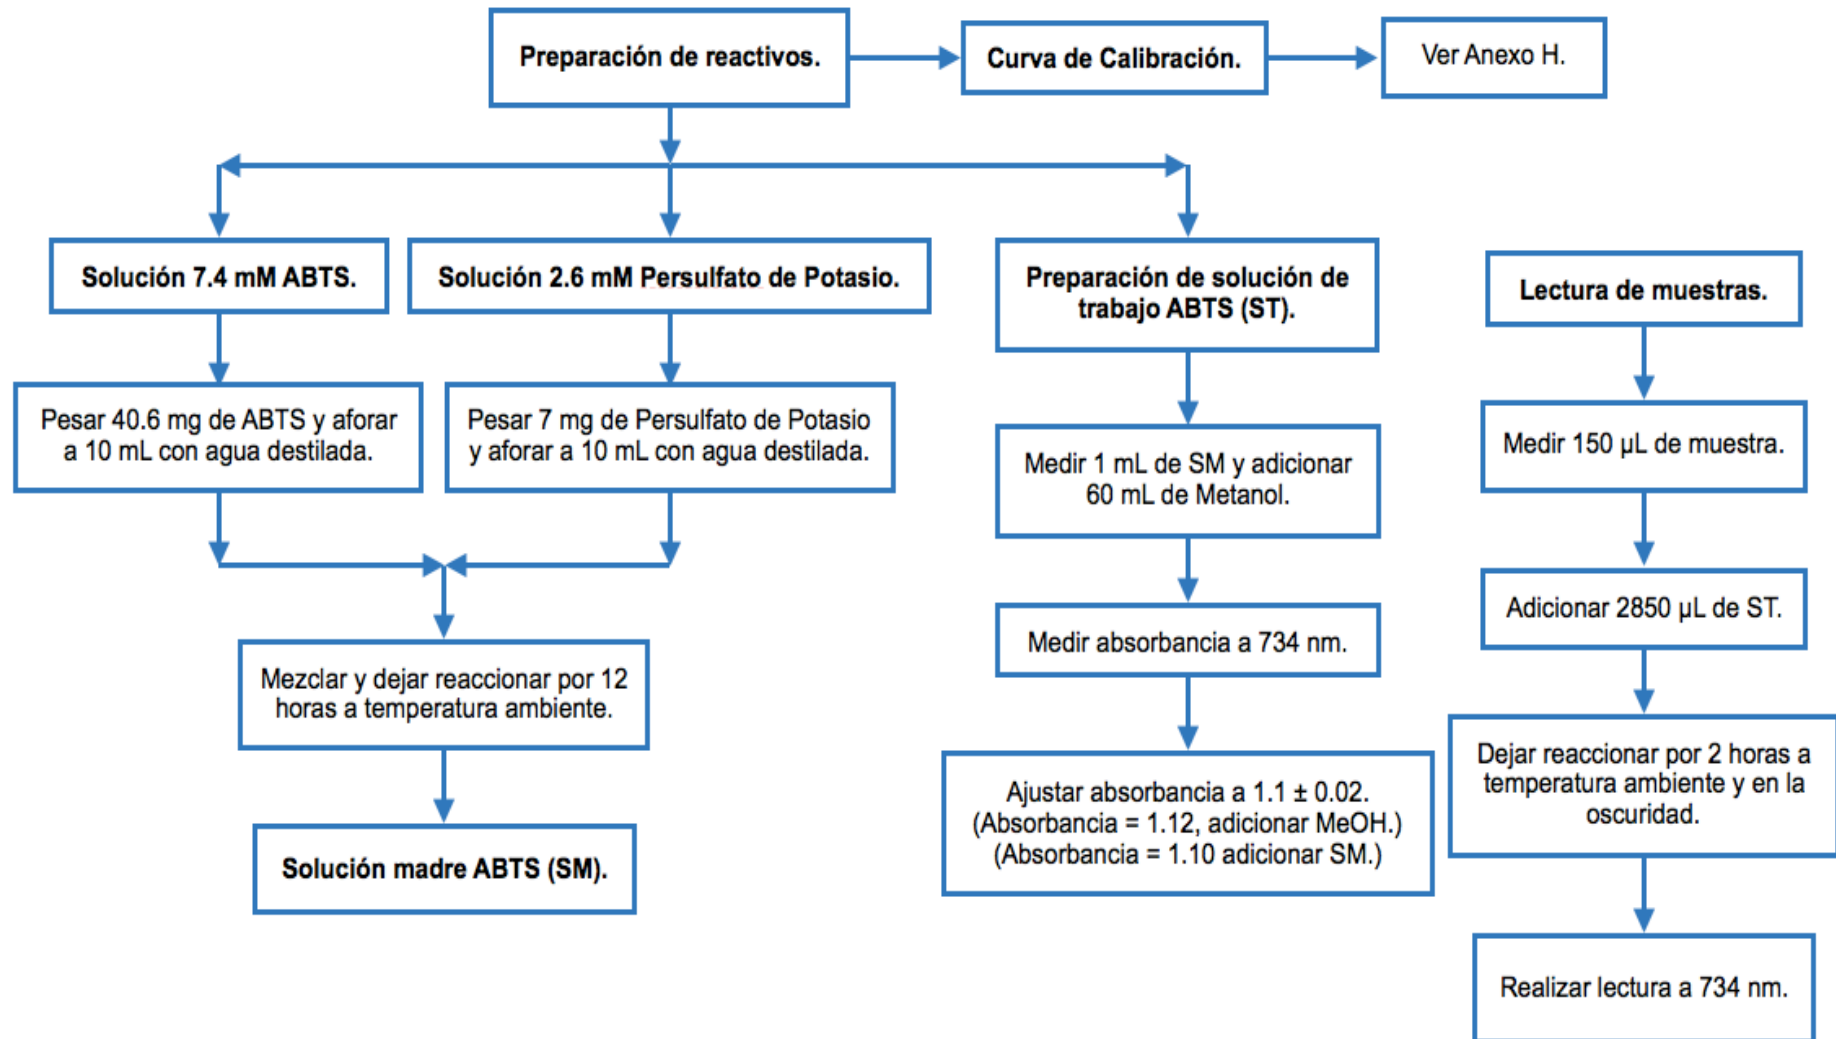 Preparación de reactivos.
Curva de Calibración.
Ver Anexo H.
Solución 7.4 mM ABTS.
Solución 2.6 mM Persulfato de Potasio.
Preparación de solución de
trabajo ABTS (ST).
Lectura de muestras.
Pesar 40.6 mg de ABTS y aforar
a 10 mL con agua destilada.
Pesar 7 mg de Persulfato de Potasio
y aforar a 10 mL con agua destilada.
Medir 1 mL de SM y adicionar
60 mL de Metanol.
Medir 150 µL de muestra.
Mezclar y dejar reaccionar por 12
horas a temperatura ambiente.
Medir absorbancia a 734 nm.
Adicionar 2850 µL de ST.
Solución madre ABTS (SM).
Ajustar absorbancia a 1.1 ± 0.02.
(Absorbancia = 1.12, adicionar MeOH.)
(Absorbancia = 1.10 adicionar SM.)
Dejar reaccionar por 2 horas a
temperatura ambiente y en la
oscuridad.
Realizar lectura a 734 nm.